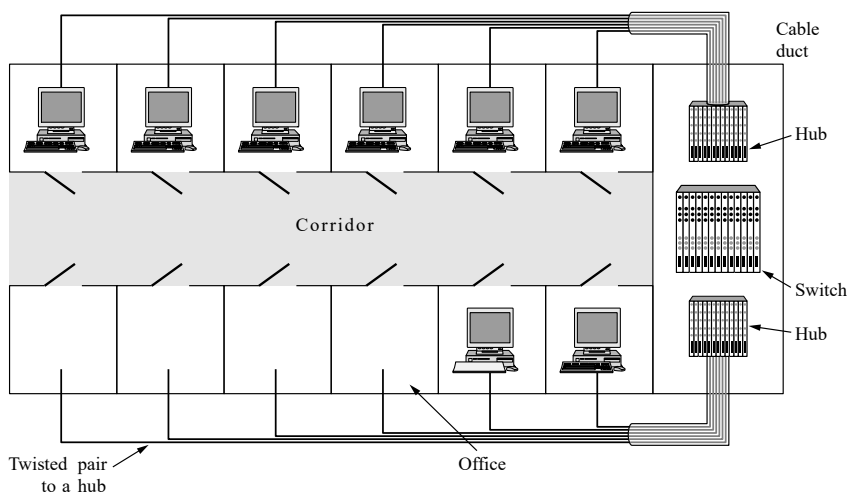 Cable
duct
Hub
Corridor
Switch
Hub
Twisted pair
to a hub
Office